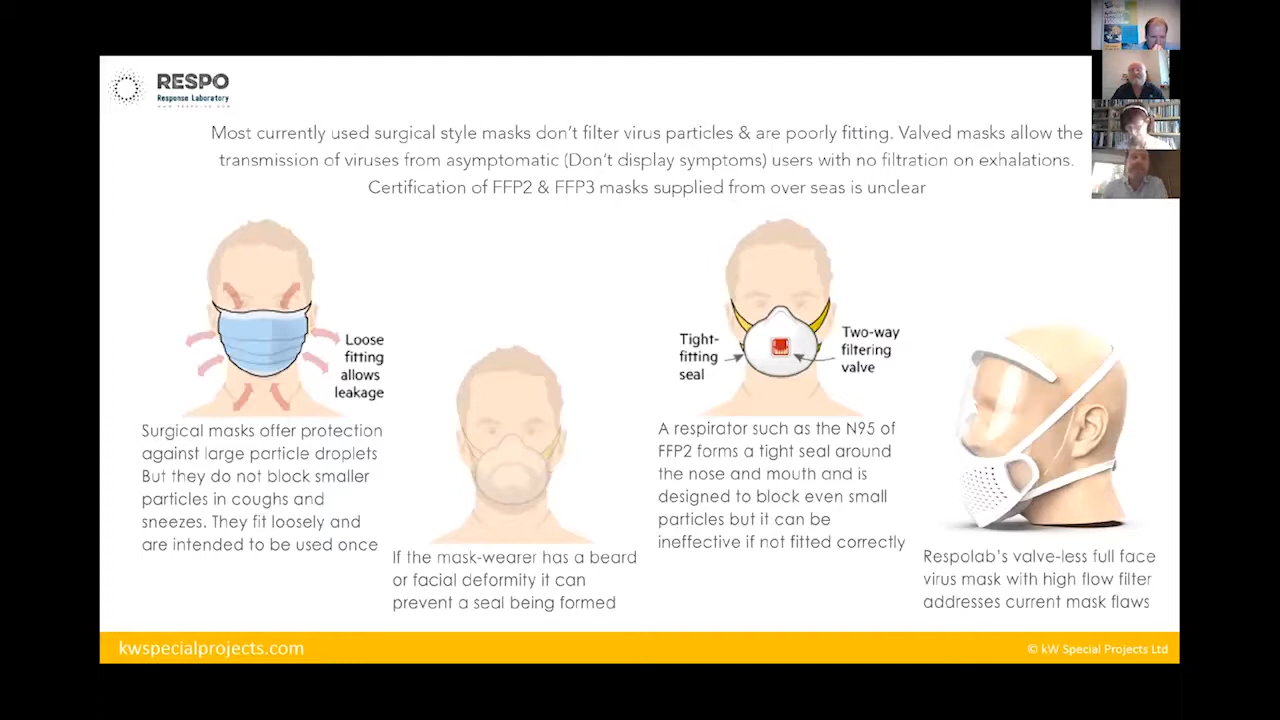 RESPO
Response Laboratory
Most currently used surgical style masks don't filter virus particles & are poorly fitting. Valved masks allow the
transmission of viruses from asymptomatic (Don't display symptoms) users with no filtration on exhalations.
Certification of FFP2 & FFP3 masks supplied from over seas is unclear
Loose
fitting
allows
leakage
Surgical masks offer protection
against large particle droplets
But they do not block smaller
particles in coughs and
sneezes. They fit loosely and
are intended to be used once
If the mask-wearer has a beard
or facial deformity it can
prevent a seal being formed
Tight-
fitting
seal
Two-way
filtering
valve
A respirator such as the N95 of
FFP2 forms a tight seal around
the nose and mouth and is
designed to block even small
particles but it can be
ineffective if not fitted correctly
Respolab's valve-less full face
virus mask with high flow filter
addresses current mask flaws
kwspecialprojects.com
© kW Special Projects Ltd